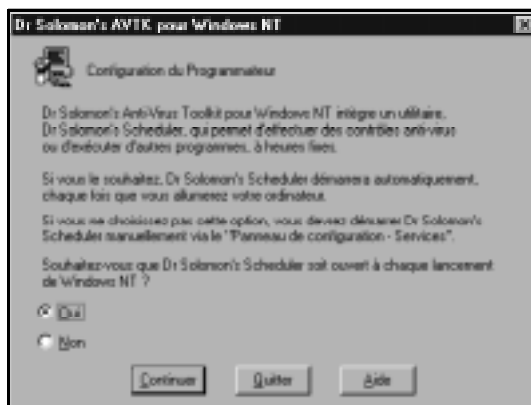 Dr Solomon's AVTK pour Windows NT
Configuration du Programmateur
Dr Solomon's Anti-Virus Toolkit pour Windows NT intègre un utilitaire,
Dr Solomon's Scheduler, qui permet d'effectuer des contrôles anti-virus
ou d'exécuter d'autres programmes, à heures fixes.
Si vous le souhaitez, Dr Solomon's Scheduler démarrera automatiquement,
chaque fois que vous allumerez votre ordinateur.
Si vous ne choisissez pas cette option, vous devrez démarrer Dr Solomon's
Scheduler manuellement via le "Panneau de configuration - Services".
Souhaitez-vous que Dr Solomon's Scheduler soit ouvert à chaque lancement
de Windows NT ?
Oui
Non
Continuer Quitter Aide